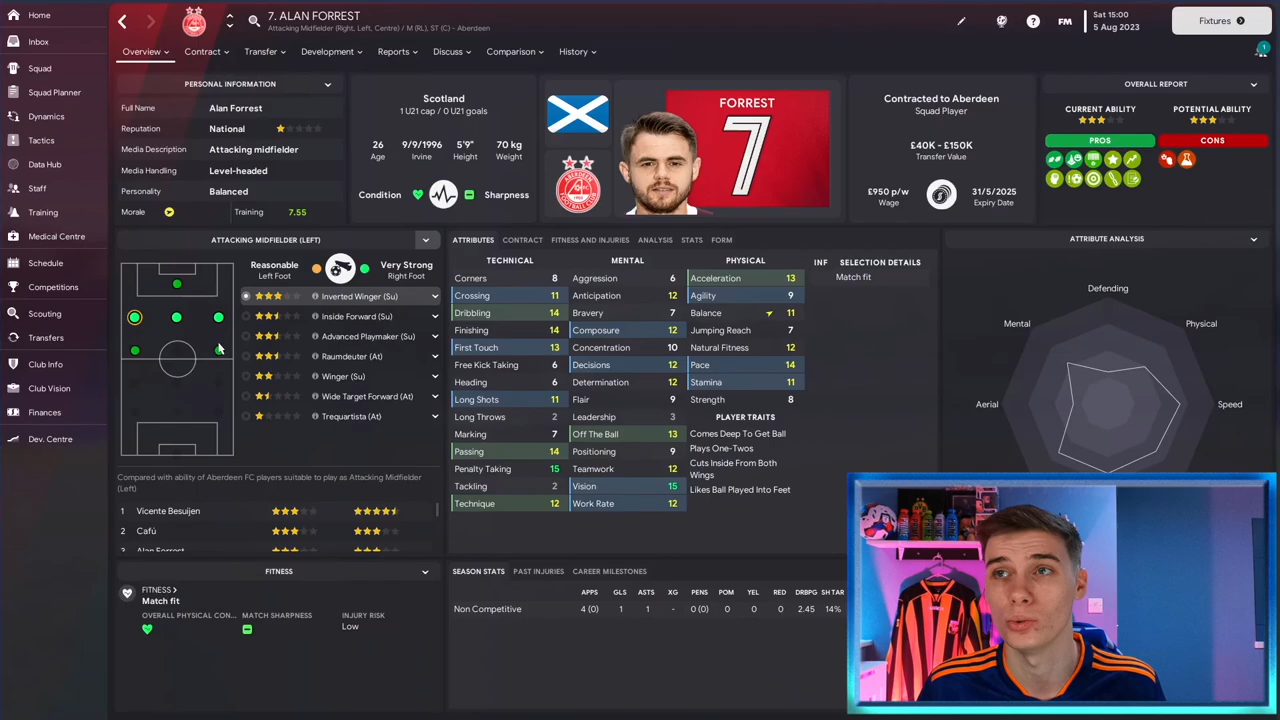 Home
Inbox
Squad
Squad Planner
Dynamics
Tactics
Data Hub
Staff
Training
Medical Centre
Schedule
Competitions
Scouting
Transfers
Club Info
Club Vision
Finances
Dev. Centre
7. ALAN FORREST
Attacking Midfielder (Right, Left, Centre) / M (RL), ST (C) - Aberdeen
FM
Sat 15:00
5 Aug 2023
Fixtures
1
Overview
Contract
Transfer
Development
Reports
Discuss
Comparison
History
PERSONAL INFORMATION
Full Name Alan Forrest
Reputation National
Media Description Attacking midfielder
Media Handling Level-headed
Personality Balanced
Morale Training 7.55
Scotland
1 U21 cap / 0 U21 goals
26 9/9/1996 5'9" 70 kg
Age Irvine Height Weight
Condition Sharpness
FORREST
7
Contracted to Aberdeen
Squad Player
£40K - £150K
Transfer Value
£950 p/w 31/5/2025
Wage Expiry Date
OVERALL REPORT
CURRENT ABILITY POTENTIAL ABILITY
PROS CONS
ATTACKING MIDFIELDER (LEFT)
Reasonable Very Strong
Left Foot Right Foot
Inverted Winger (Su)
Inside Forward (Su)
Advanced Playmaker (Su)
Raumdeuter (At)
Winger (Su)
Wide Target Forward (At)
Trequartista (At)
Compared with ability of Aberdeen FC players suitable to play as Attacking Midfielder
(Left)
1 Vicente Besuijen
2 Cafú
3 Alan Forrest
FITNESS
FITNESS
Match fit
OVERALL PHYSICAL CON... MATCH SHARPNESS INJURY RISK
Low
ATTRIBUTES CONTRACT FITNESS AND INJURIES ANALYSIS STATS FORM
TECHNICAL
Corners 8
Crossing 11
Dribbling 14
Finishing 14
First Touch 13
Free Kick Taking 6
Heading 6
Long Shots 11
Long Throws 2
Marking 7
Passing 14
Penalty Taking 15
Tackling 2
Technique 12
MENTAL
Aggression 6
Anticipation 12
Bravery 7
Composure 12
Concentration 10
Decisions 12
Determination 12
Flair 9
Leadership 3
Off The Ball 13
Positioning 9
Teamwork 12
Vision 15
Work Rate 12
PHYSICAL
Acceleration 13
Agility 9
Balance 11
Jumping Reach 7
Natural Fitness 12
Pace 14
Stamina 11
Strength 8
PLAYER TRAITS
Comes Deep To Get Ball
Plays One-Twos
Cuts Inside From Both
Wings
Likes Ball Played Into Feet
INF SELECTION DETAILS
Match fit
ATTRIBUTE ANALYSIS
Defending
Mental Physical
Aerial Speed
SEASON STATS PAST INJURIES CAREER MILESTONES
APPS GLS ASTS XG PENS POM YEL RED DRBPG SH TAR
Non Competitive 4 (0) 1 1 - 0 (0) 0 0 0 2.45 14%